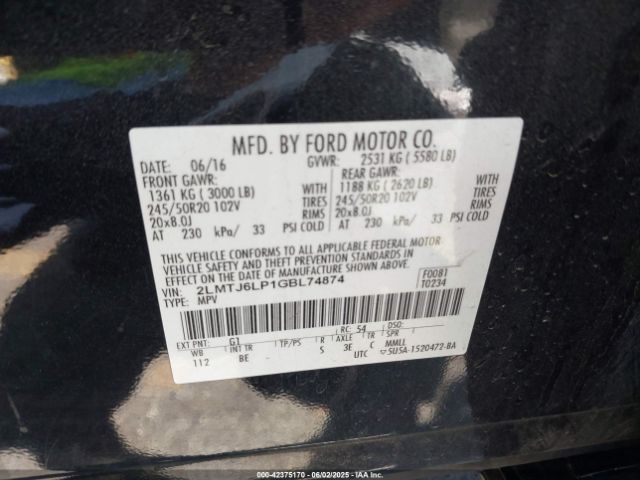 MFD. BY FORD MOTOR CO.
DATE: 06/16 GVWR: 2531 KG ( 5580 LB)
FRONT GAWR: REAR GAWR:
1361 KG ( 3000 LB) WITH 1188 KG ( 2620 LB) WITH
245/50R20 102V TIRES 245/50R20 102V TIRES
20x8.0J RIMS 20x8.0J RIMS
AT 230 kPa/ 33 PSI COLD AT 230 kPa/ 33 PSI COLD
THIS VEHICLE CONFORMS TO ALL APPLICABLE FEDERAL MOTOR
VEHICLE SAFETY AND THEFT PREVENTION STANDARDS IN EFFECT
ON THE DATE OF MANUFACTURE SHOWN ABOVE.
VIN: 2LMTJ6LP1GBL74874 F0081
TYPE: MPV T0234
EXT PNT: G1 RC: 54 DSO:
WB INT TR TP/PS R AXLE TR SPR
112 BE S 3E C MMLL
UTC 5U5A-1520472-BA
00-42375170 - 06/02/2025 - © IAA Inc.